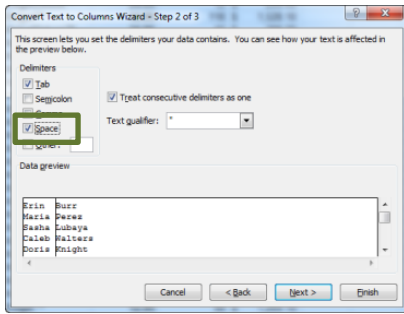 Convert Text to Columns Wizard - Step 2 of 3
This screen lets you set the delimiters your data contains. You can see how your text is affected in
the preview below.
Delimiters
Tab
Semicolon
Treat consecutive delimiters as one
Space
Text qualifier: "
Other:
Data preview
Erin Burr
Maria Perez
Sasha Lubaya
Caleb Walters
Doris Knight
Cancel
< Back
Next >
Finish